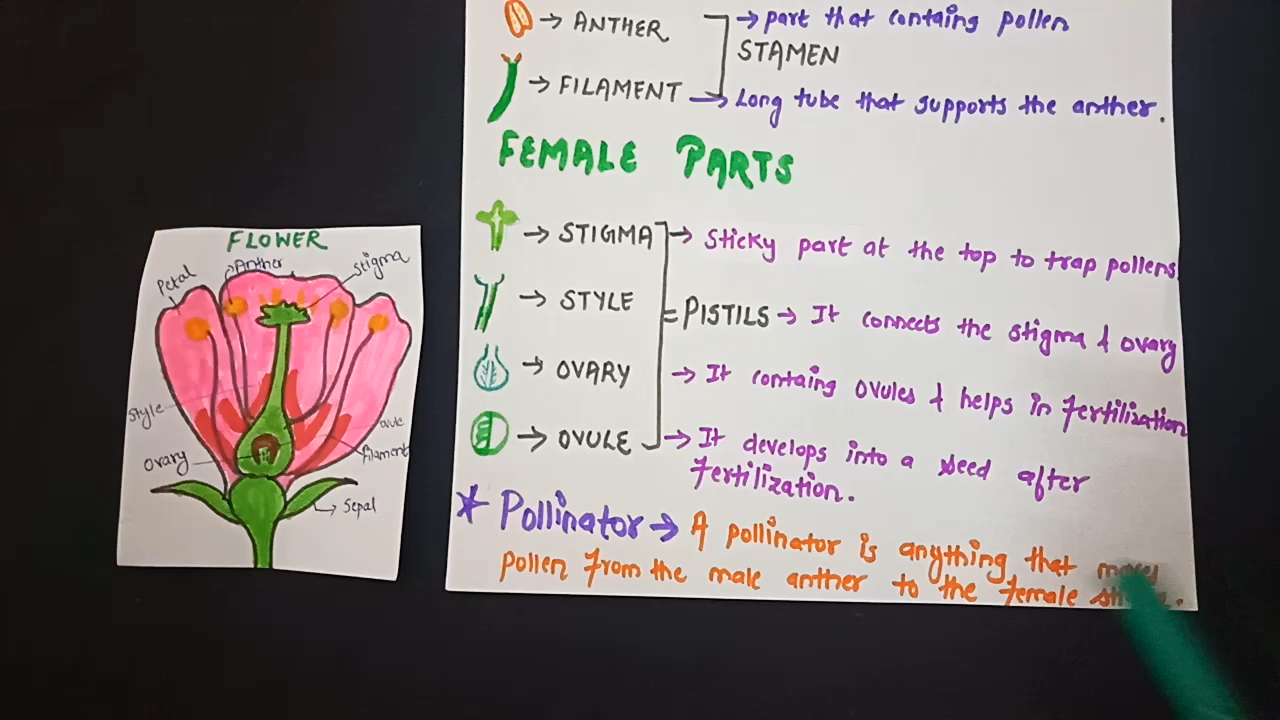 → ANTHER → part that containg pollen
STAMEN
→ FILAMENT → Long tube that supports the anther.
FEMALE PARTS
→ STIGMA → Sticky part at the top to trap pollens
→ STYLE = PISTILS → It connects the stigma & ovary
→ OVARY → It containg ovules & helps in fertilization
→ OVULE → It develops into a seed after
fertilization.
* Pollinator → A pollinator is anything that
pollen from the male anther to the female
FLOWER
Petal
Anther
Stigma
Style
ovule
Ovary
filament
Sepal